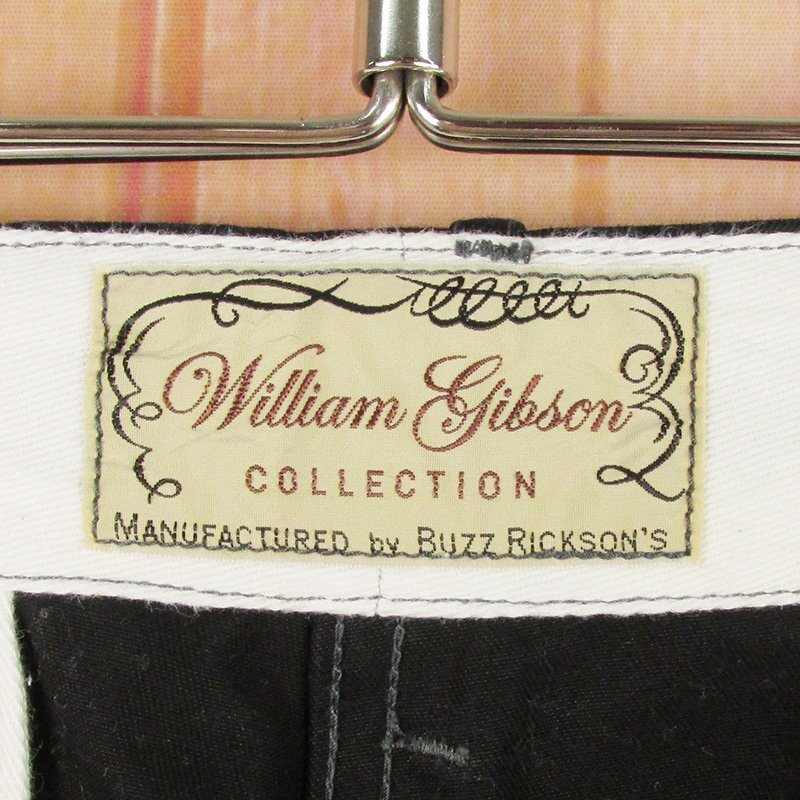 William Gibson
COLLECTION
MANUFACTURED by BUZZ RICKSON'S